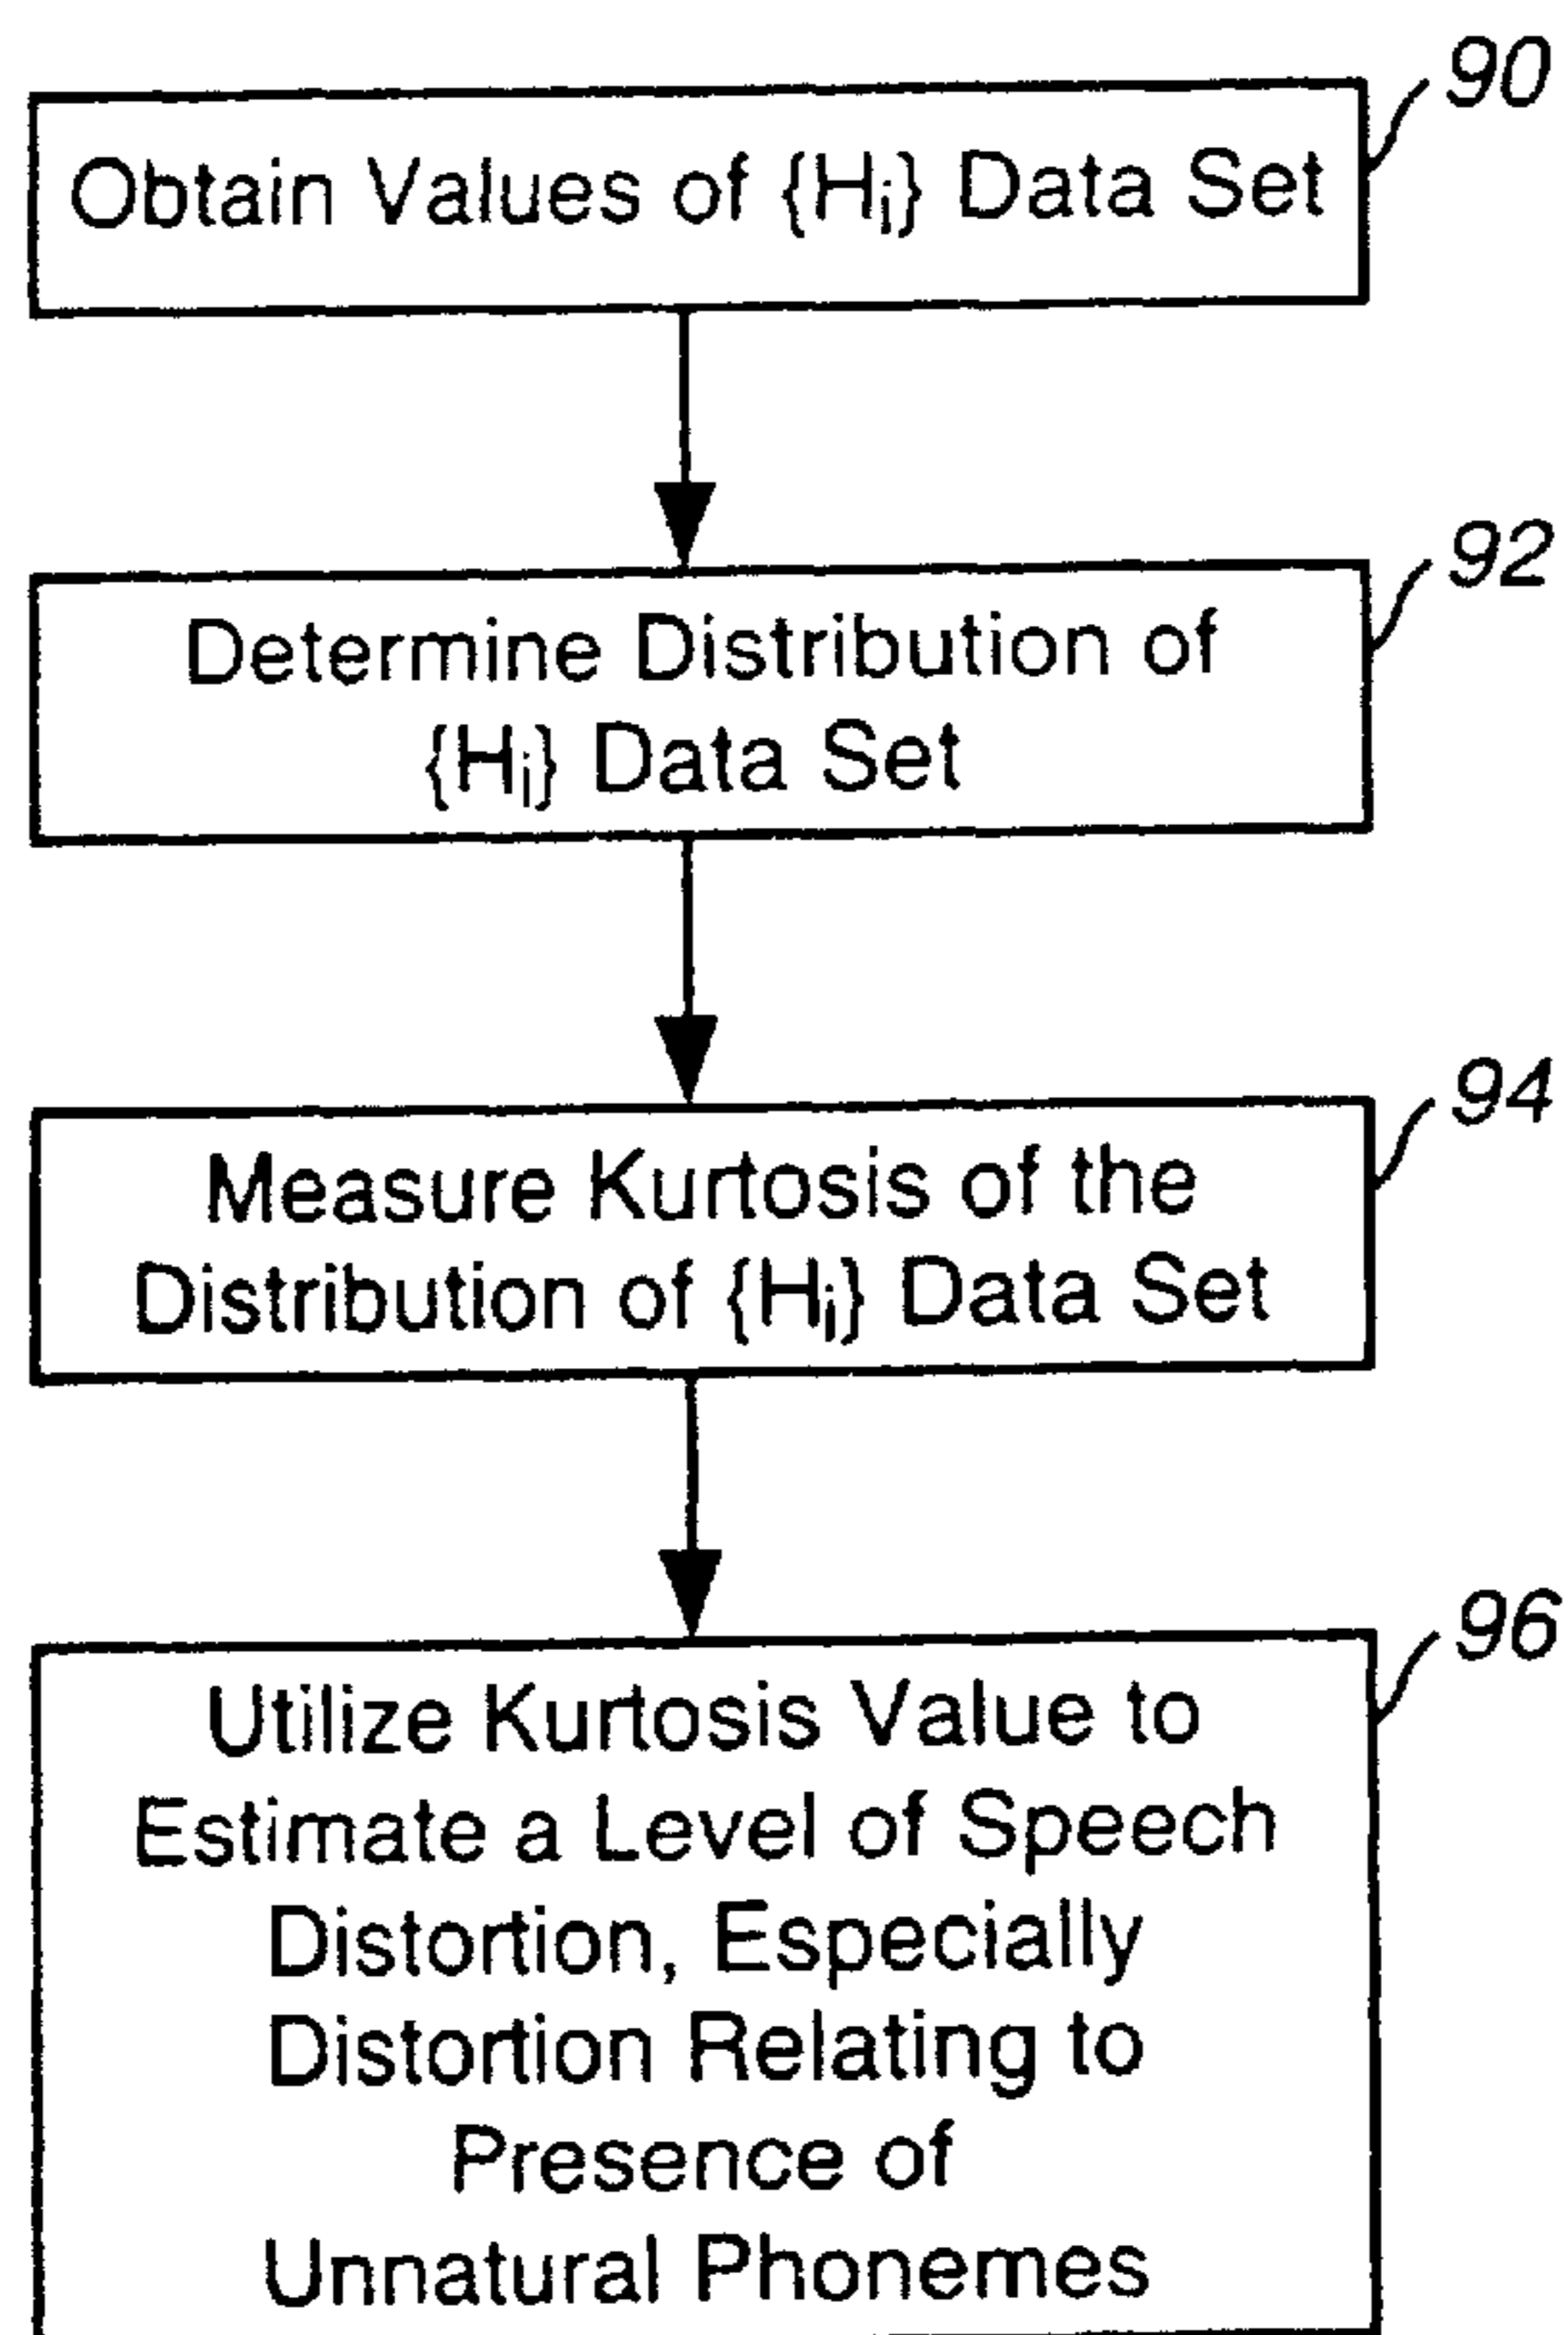 90
Obtain Values of {Hi} Data Set
92
Determine Distribution of
{Hi} Data Set
94
Measure Kurtosis of the
Distribution of {Hi} Data Set
96
Utilize Kurtosis Value to
Estimate a Level of Speech
Distortion, Especially
Distortion Relating to
Presence of
Unnatural Phonemes